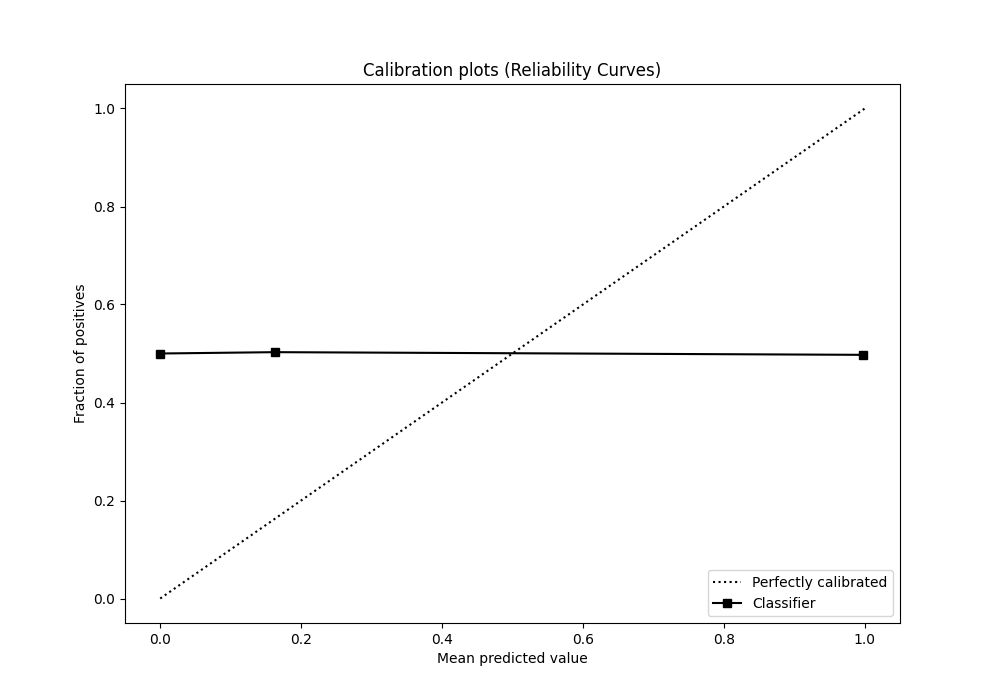 Calibration plots (Reliability Curves)
1.0
0.8
0.6
0.4
0.2
0.0
Fraction of positives
0.0 0.2 0.4 0.6 0.8 1.0
Mean predicted value
Perfectly calibrated
Classifier